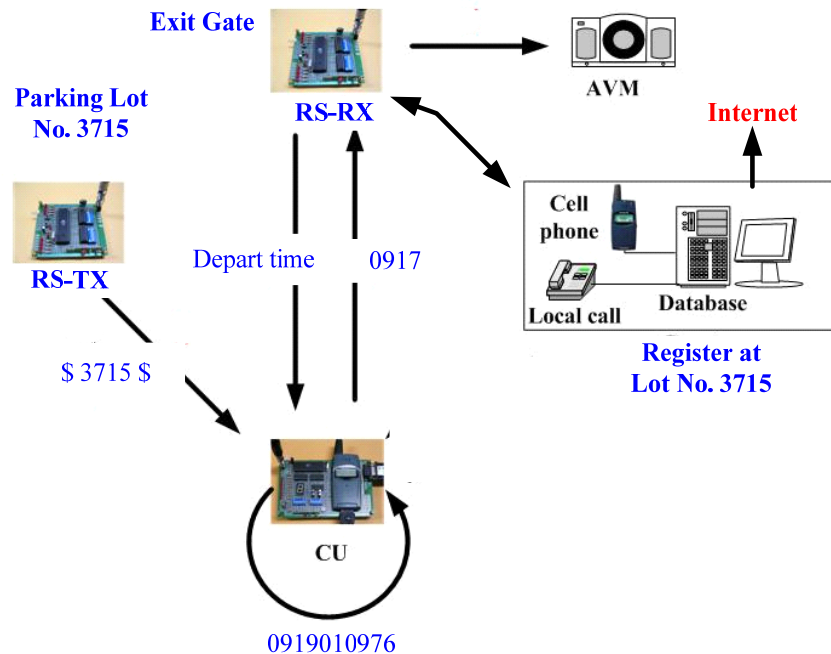 Exit Gate
AVM
RS-RX
Parking Lot
No. 3715
Internet
Cell
phone
RS-TX
Depart time
0917
Database
Local call
Register at
Lot No. 3715
$ 3715 $
CU
0919010976